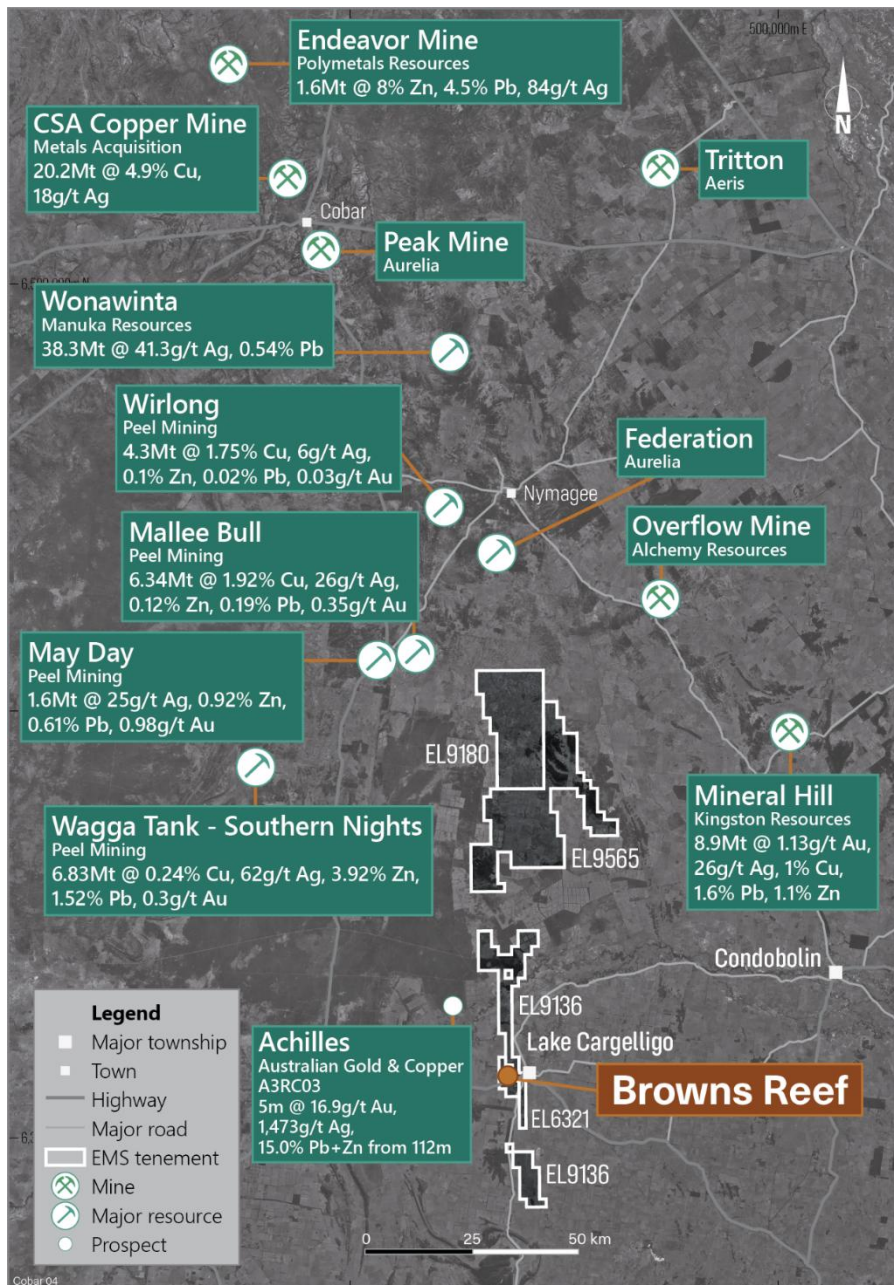 500,000m E
Endeavor Mine
Polymetals Resources
1.6Mt @ 8% Zn, 4.5% Pb, 84g/t Ag
N
CSA Copper Mine
Metals Acquisition
20.2Mt @ 4.9% Cu,
18g/t Ag
Tritton
Aeris
Cobar
Peak Mine
Aurelia
Wonawinta
Manuka Resources
38.3Mt @ 41.3g/t Ag, 0.54% Pb
Wirlong
Peel Mining
4.3Mt @ 1.75% Cu, 6g/t Ag,
0.1% Zn, 0.02% Pb, 0.03g/t Au
Federation
Aurelia
Nymagee
Mallee Bull
Peel Mining
6.34Mt @ 1.92% Cu, 26g/t Ag,
0.12% Zn, 0.19% Pb, 0.35g/t Au
Overflow Mine
Alchemy Resources
May Day
Peel Mining
1.6Mt @ 25g/t Ag, 0.92% Zn,
0.61% Pb, 0.98g/t Au
EL9180
Wagga Tank - Southern Nights
Peel Mining
6.83Mt @ 0.24% Cu, 62g/t Ag, 3.92% Zn,
1.52% Pb, 0.3g/t Au
EL9565
Mineral Hill
Kingston Resources
8.9Mt @ 1.13g/t Au,
26g/t Ag, 1% Cu,
1.6% Pb, 1.1% Zn
Condobolin
EL9136
Lake Cargelligo
Achilles
Australian Gold & Copper
A3RC03
5m @ 16.9g/t Au,
1,473g/t Ag,
15.0% Pb+Zn from 112m
Browns Reef
EL6321
EL9136
Legend
Major township
Town
Highway
Major road
EMS tenement
Mine
Major resource
Prospect
0 25 50 km
Cobar 04